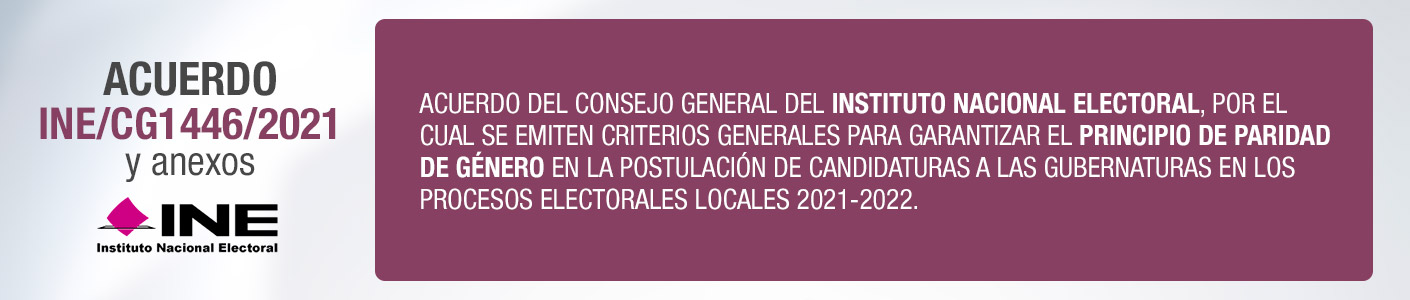 ACUERDO
INE/CG1446/2021
y anexos
INE
Instituto Nacional Electoral
ACUERDO DEL CONSEJO GENERAL DEL INSTITUTO NACIONAL ELECTORAL, POR EL
CUAL SE EMITEN CRITERIOS GENERALES PARA GARANTIZAR EL PRINCIPIO DE PARIDAD
DE GÉNERO EN LA POSTULACIÓN DE CANDIDATURAS A LAS GUBERNATURAS EN LOS
PROCESOS ELECTORALES LOCALES 2021-2022.